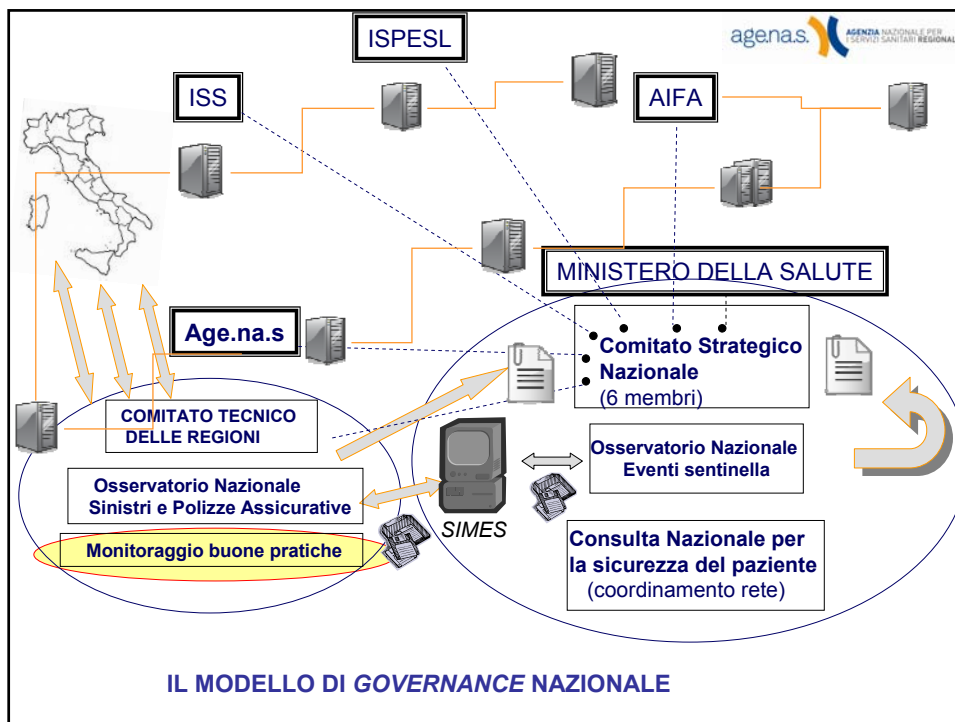 ISPESL
age.na.s.
AGENZIA NAZIONALE PER
I SERVIZI SANITARI REGIONALI
ISS
AIFA
MINISTERO DELLA SALUTE
Age.na.s
Comitato Strategico
Nazionale
(6 membri)
COMITATO TECNICO
DELLE REGIONI
Osservatorio Nazionale
Eventi sentinella
Osservatorio Nazionale
Sinistri e Polizze Assicurative
SIMES
Monitoraggio buone pratiche
Consulta Nazionale per
la sicurezza del paziente
(coordinamento rete)
IL MODELLO DI GOVERNANCE NAZIONALE